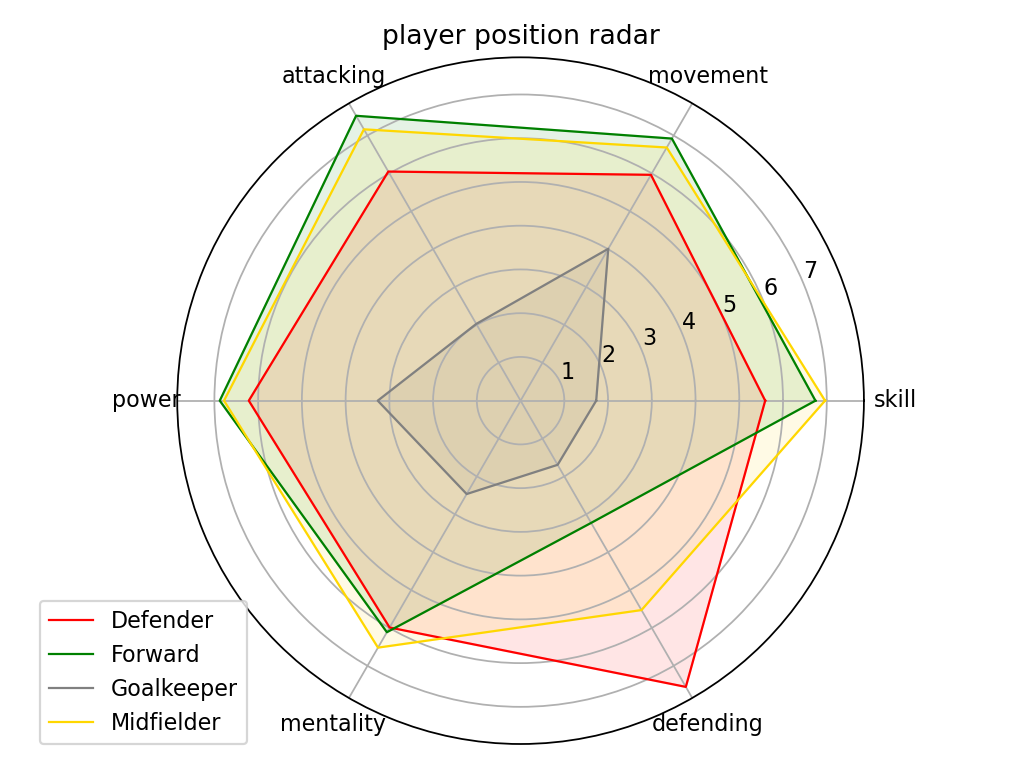 player position radar
attacking
movement
7
6
5
4
3
2
1
power
skill
Defender
Forward
Goalkeeper
Midfielder
mentality
defending